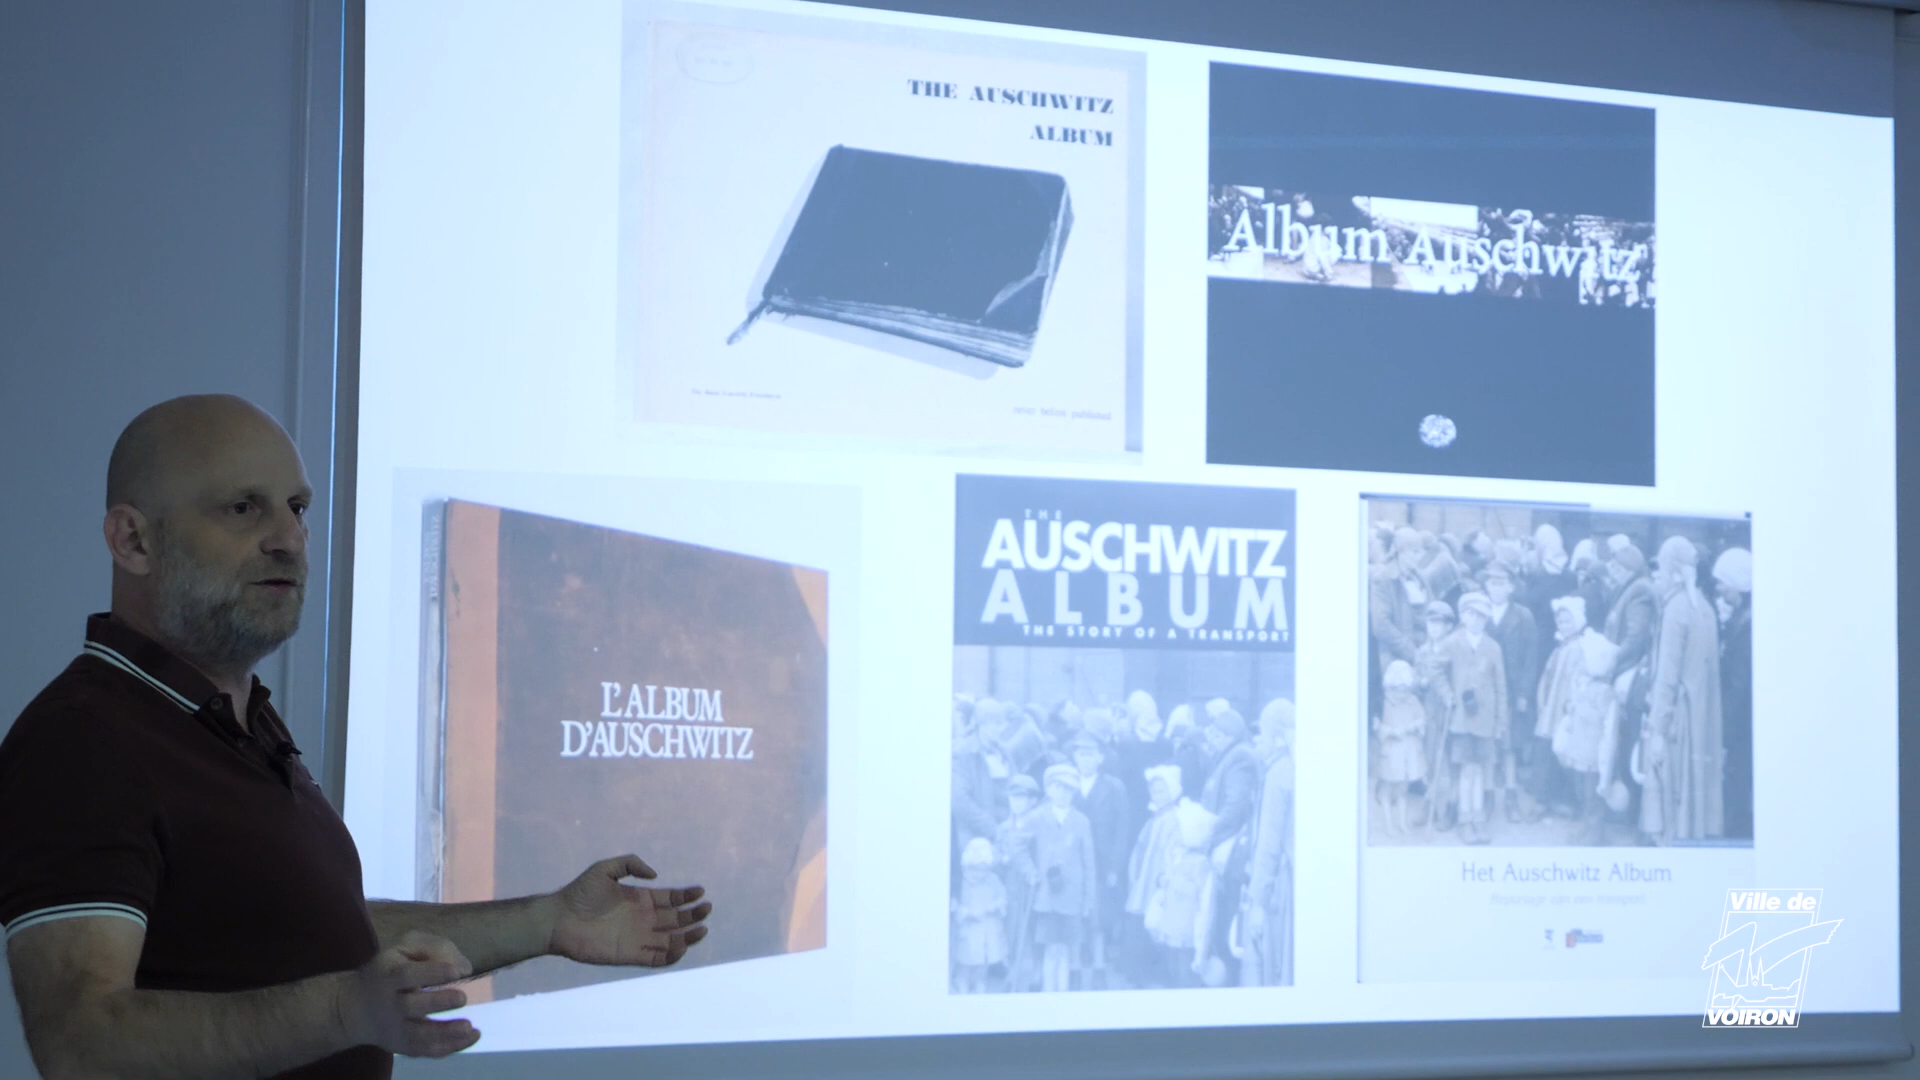 THE AUSCHWITZ
ALBUM
never before published
Album Auschwitz
L'ALBUM
D'AUSCHWITZ
THE
AUSCHWITZ
ALBUM
THE STORY OF A TRANSPORT
Het Auschwitz Album
Ville de
VOIRON